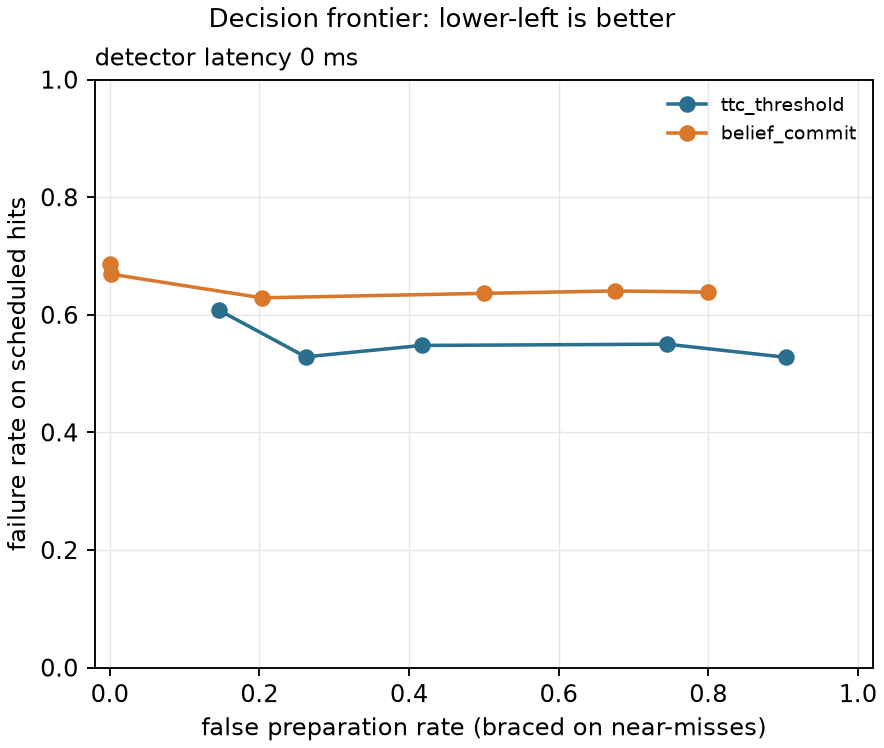 Decision frontier: lower-left is better
detector latency 0 ms
1.0
0.8
0.6
0.4
0.2
0.0
failure rate on scheduled hits
ttc_threshold
belief_commit
0.0 0.2 0.4 0.6 0.8 1.0
false preparation rate (braced on near-misses)